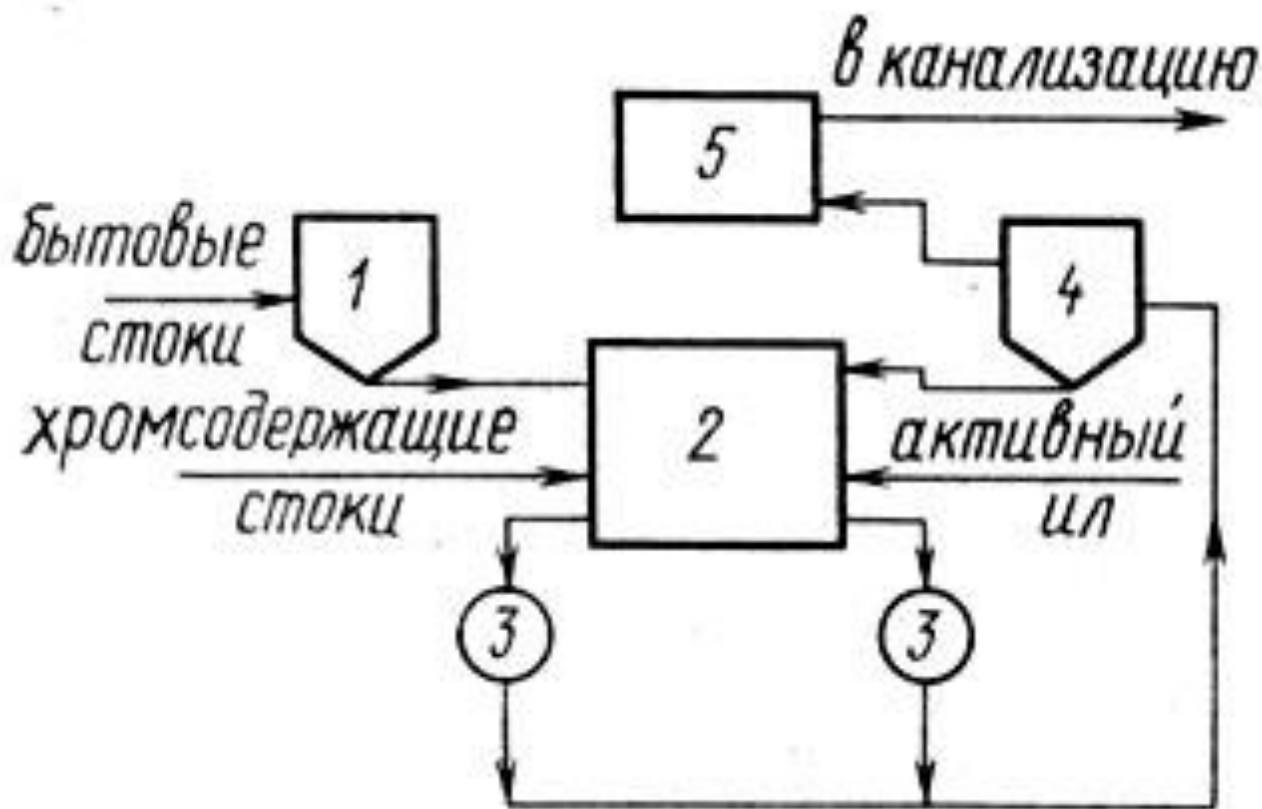 в канализацию
5
бытовые
1
4
стоки
хромсодержащие
2
активный
стоки
ил
3
3